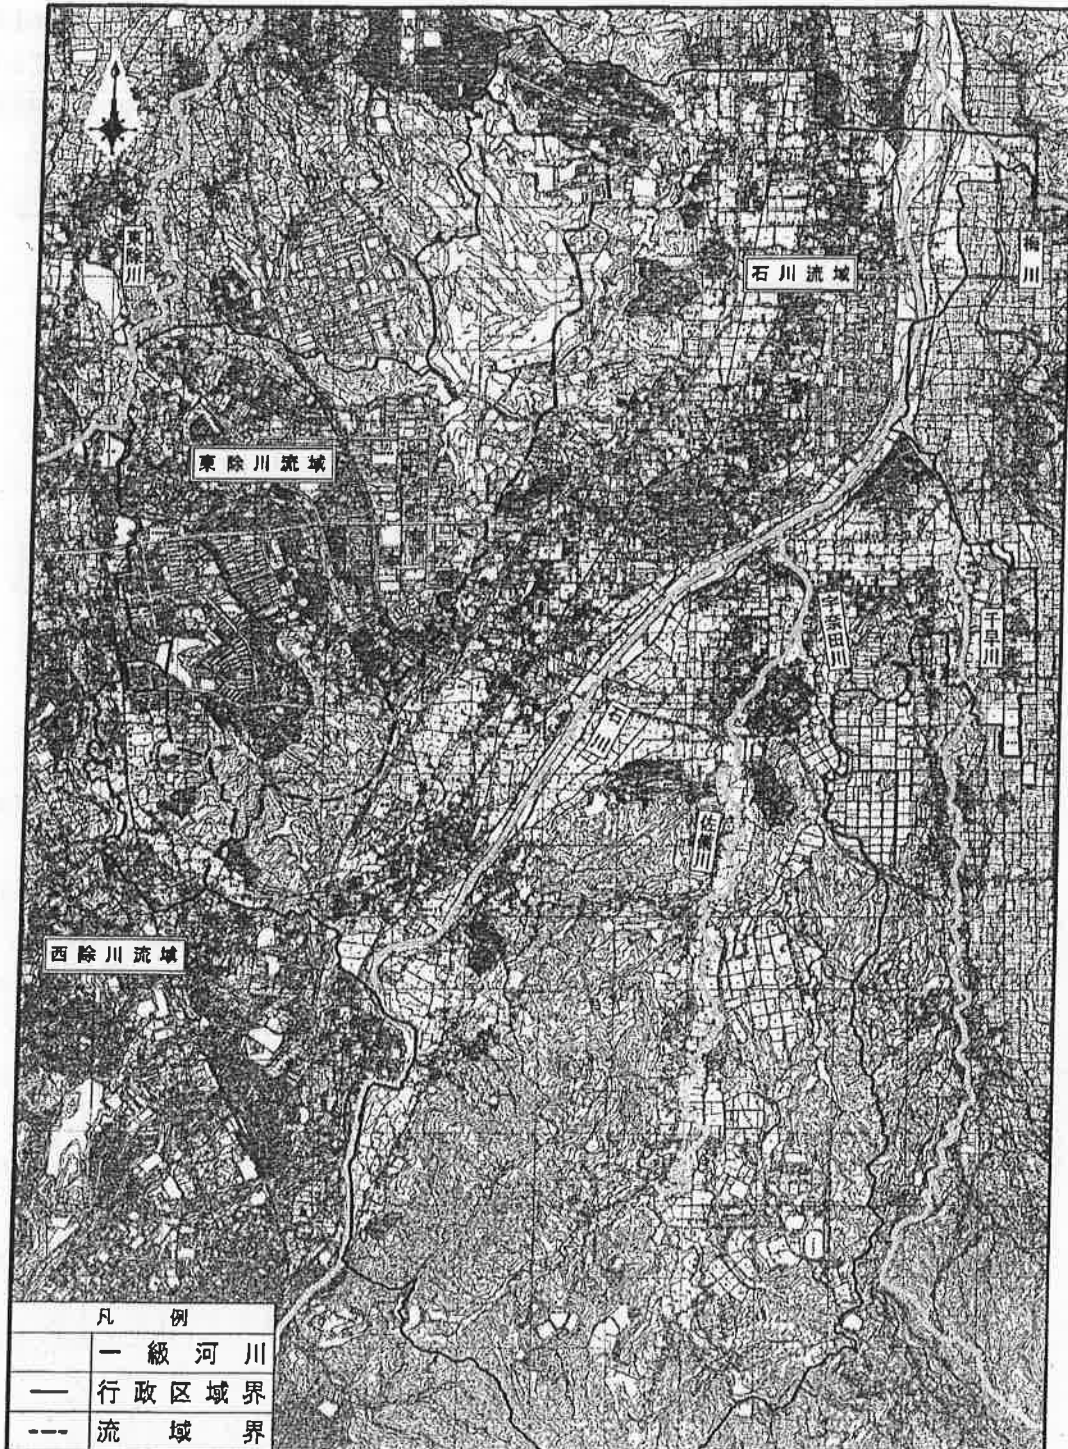 東除川
梅川
石川流域
東除川流域
宇奈田川
千早川
石川
佐備川
西除川流域
凡例
一級河川
行政区域界
流域界